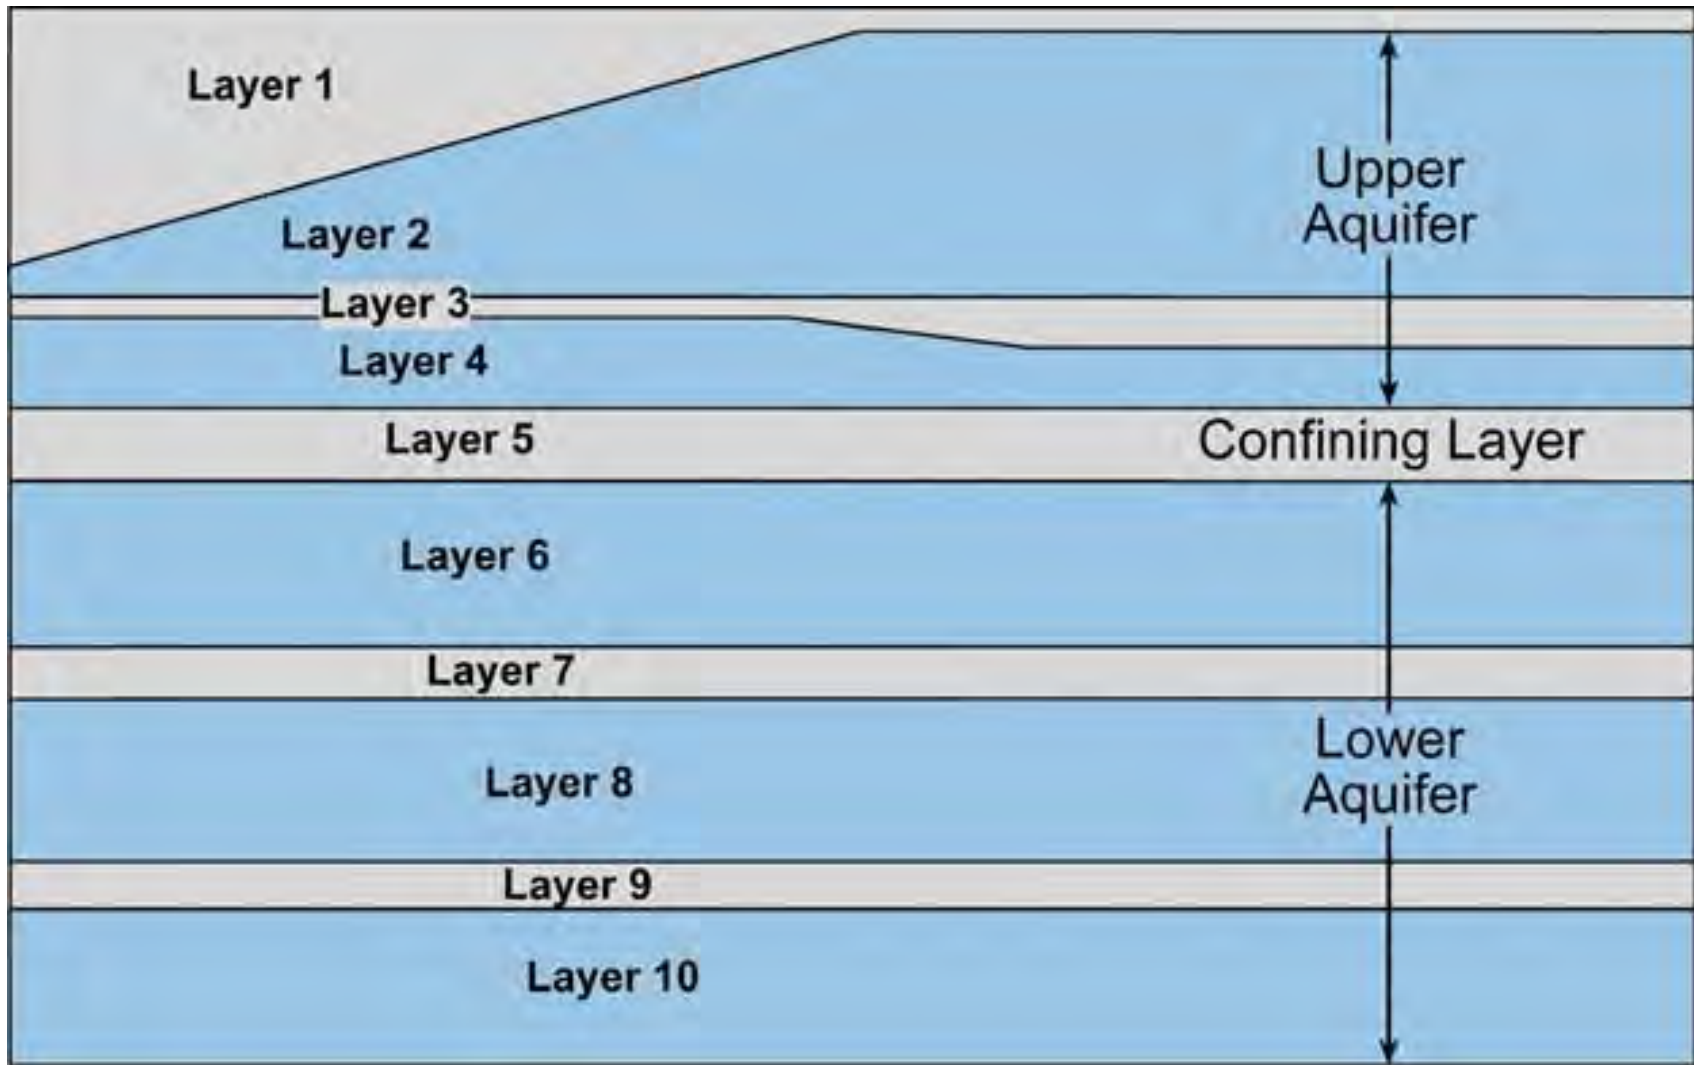 Layer 1
Upper
Aquifer
Layer 2
Layer 3
Layer 4
Layer 5
Confining Layer
Layer 6
Layer 7
Lower
Aquifer
Layer 8
Layer 9
Layer 10